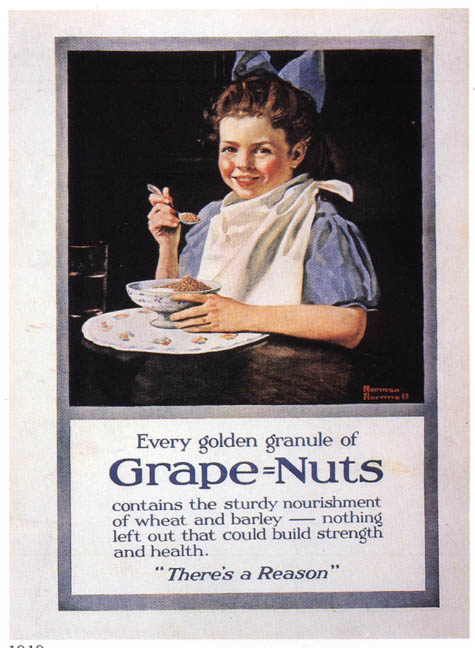 Norman
Rockwell
Every golden granule of
Grape=Nuts
contains the sturdy nourishment
of wheat and barley — nothing
left out that could build strength
and health.
"There's a Reason"